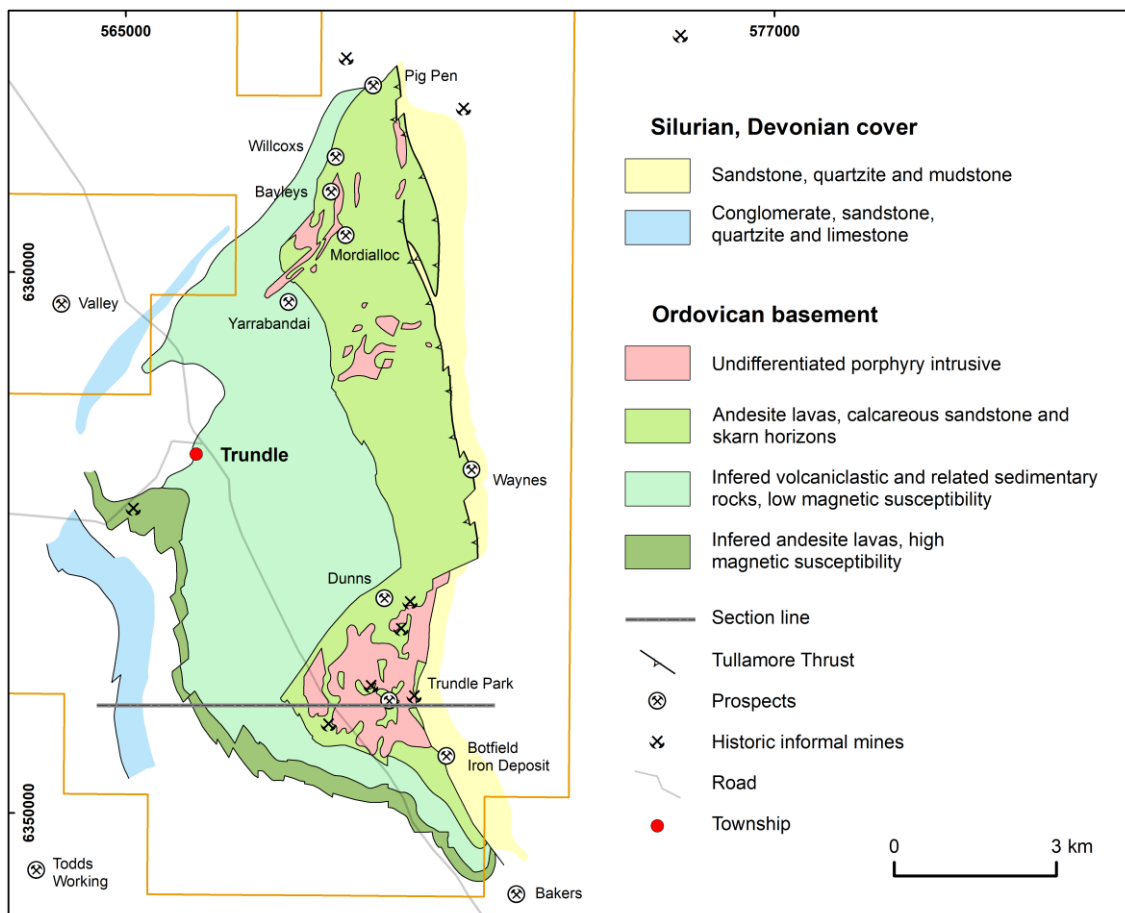 565000
577000
Pig Pen
Willcoxs
Bayleys
Mordialloc
6360000
Valley
Yarrabandai
Trundle
Waynes
Dunns
Trundle Park
Botfield
Iron Deposit
6350000
Todds
Working
Bakers
Silurian, Devonian cover
Sandstone, quartzite and mudstone
Conglomerate, sandstone,
quartzite and limestone
Ordovican basement
Undifferentiated porphyry intrusive
Andesite lavas, calcareous sandstone and
skarn horizons
Infered volcaniclastic and related sedimentary
rocks, low magnetic susceptibility
Infered andesite lavas, high
magnetic susceptibility
Section line
Tullamore Thrust
Prospects
Historic informal mines
Road
Township
0 3 km